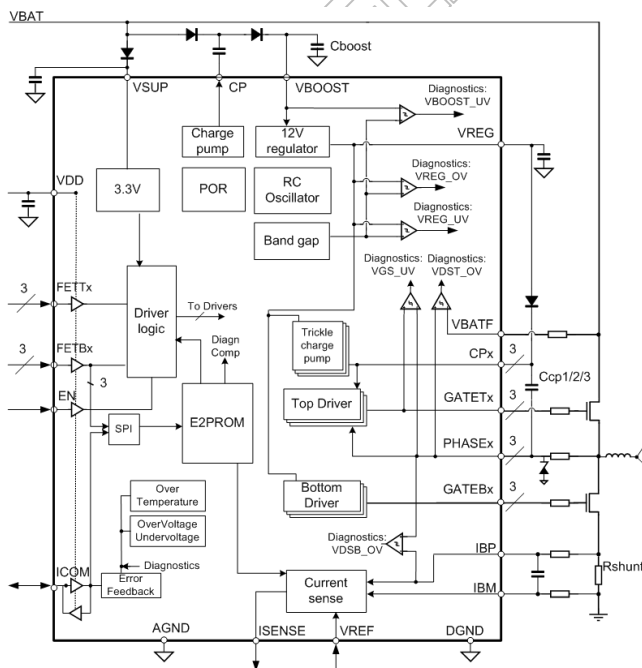 VBAT
Cboost
VSUP
CP
VBOOST
Diagnostics:
VBOOST_UV
Charge
pump
12V
regulator
VREG
VDD
3.3V
POR
RC
Oscillator
Diagnostics:
VREG_OV
Band gap
Diagnostics:
VREG_UV
Diagnostics:
VGS_UV
Diagnostics:
VDST_OV
3
FETTx
Driver
logic
To Drivers
VBATF
Trickle
charge
pump
3
FETBx
Diagn
Comp
CPx
3
Ccp1/2/3
3
EN
Top Driver
GATETx
3
SPI
E2PROM
PHASEx
3
Over
Temperature
Bottom
Driver
GATEBx
3
OverVoltage
Undervoltage
Diagnostics:
VDSB_OV
Diagnostics
IBP
ICOM
Error
Feedback
Current
sense
Rshunt
IBM
AGND
ISENSE
VREF
DGND